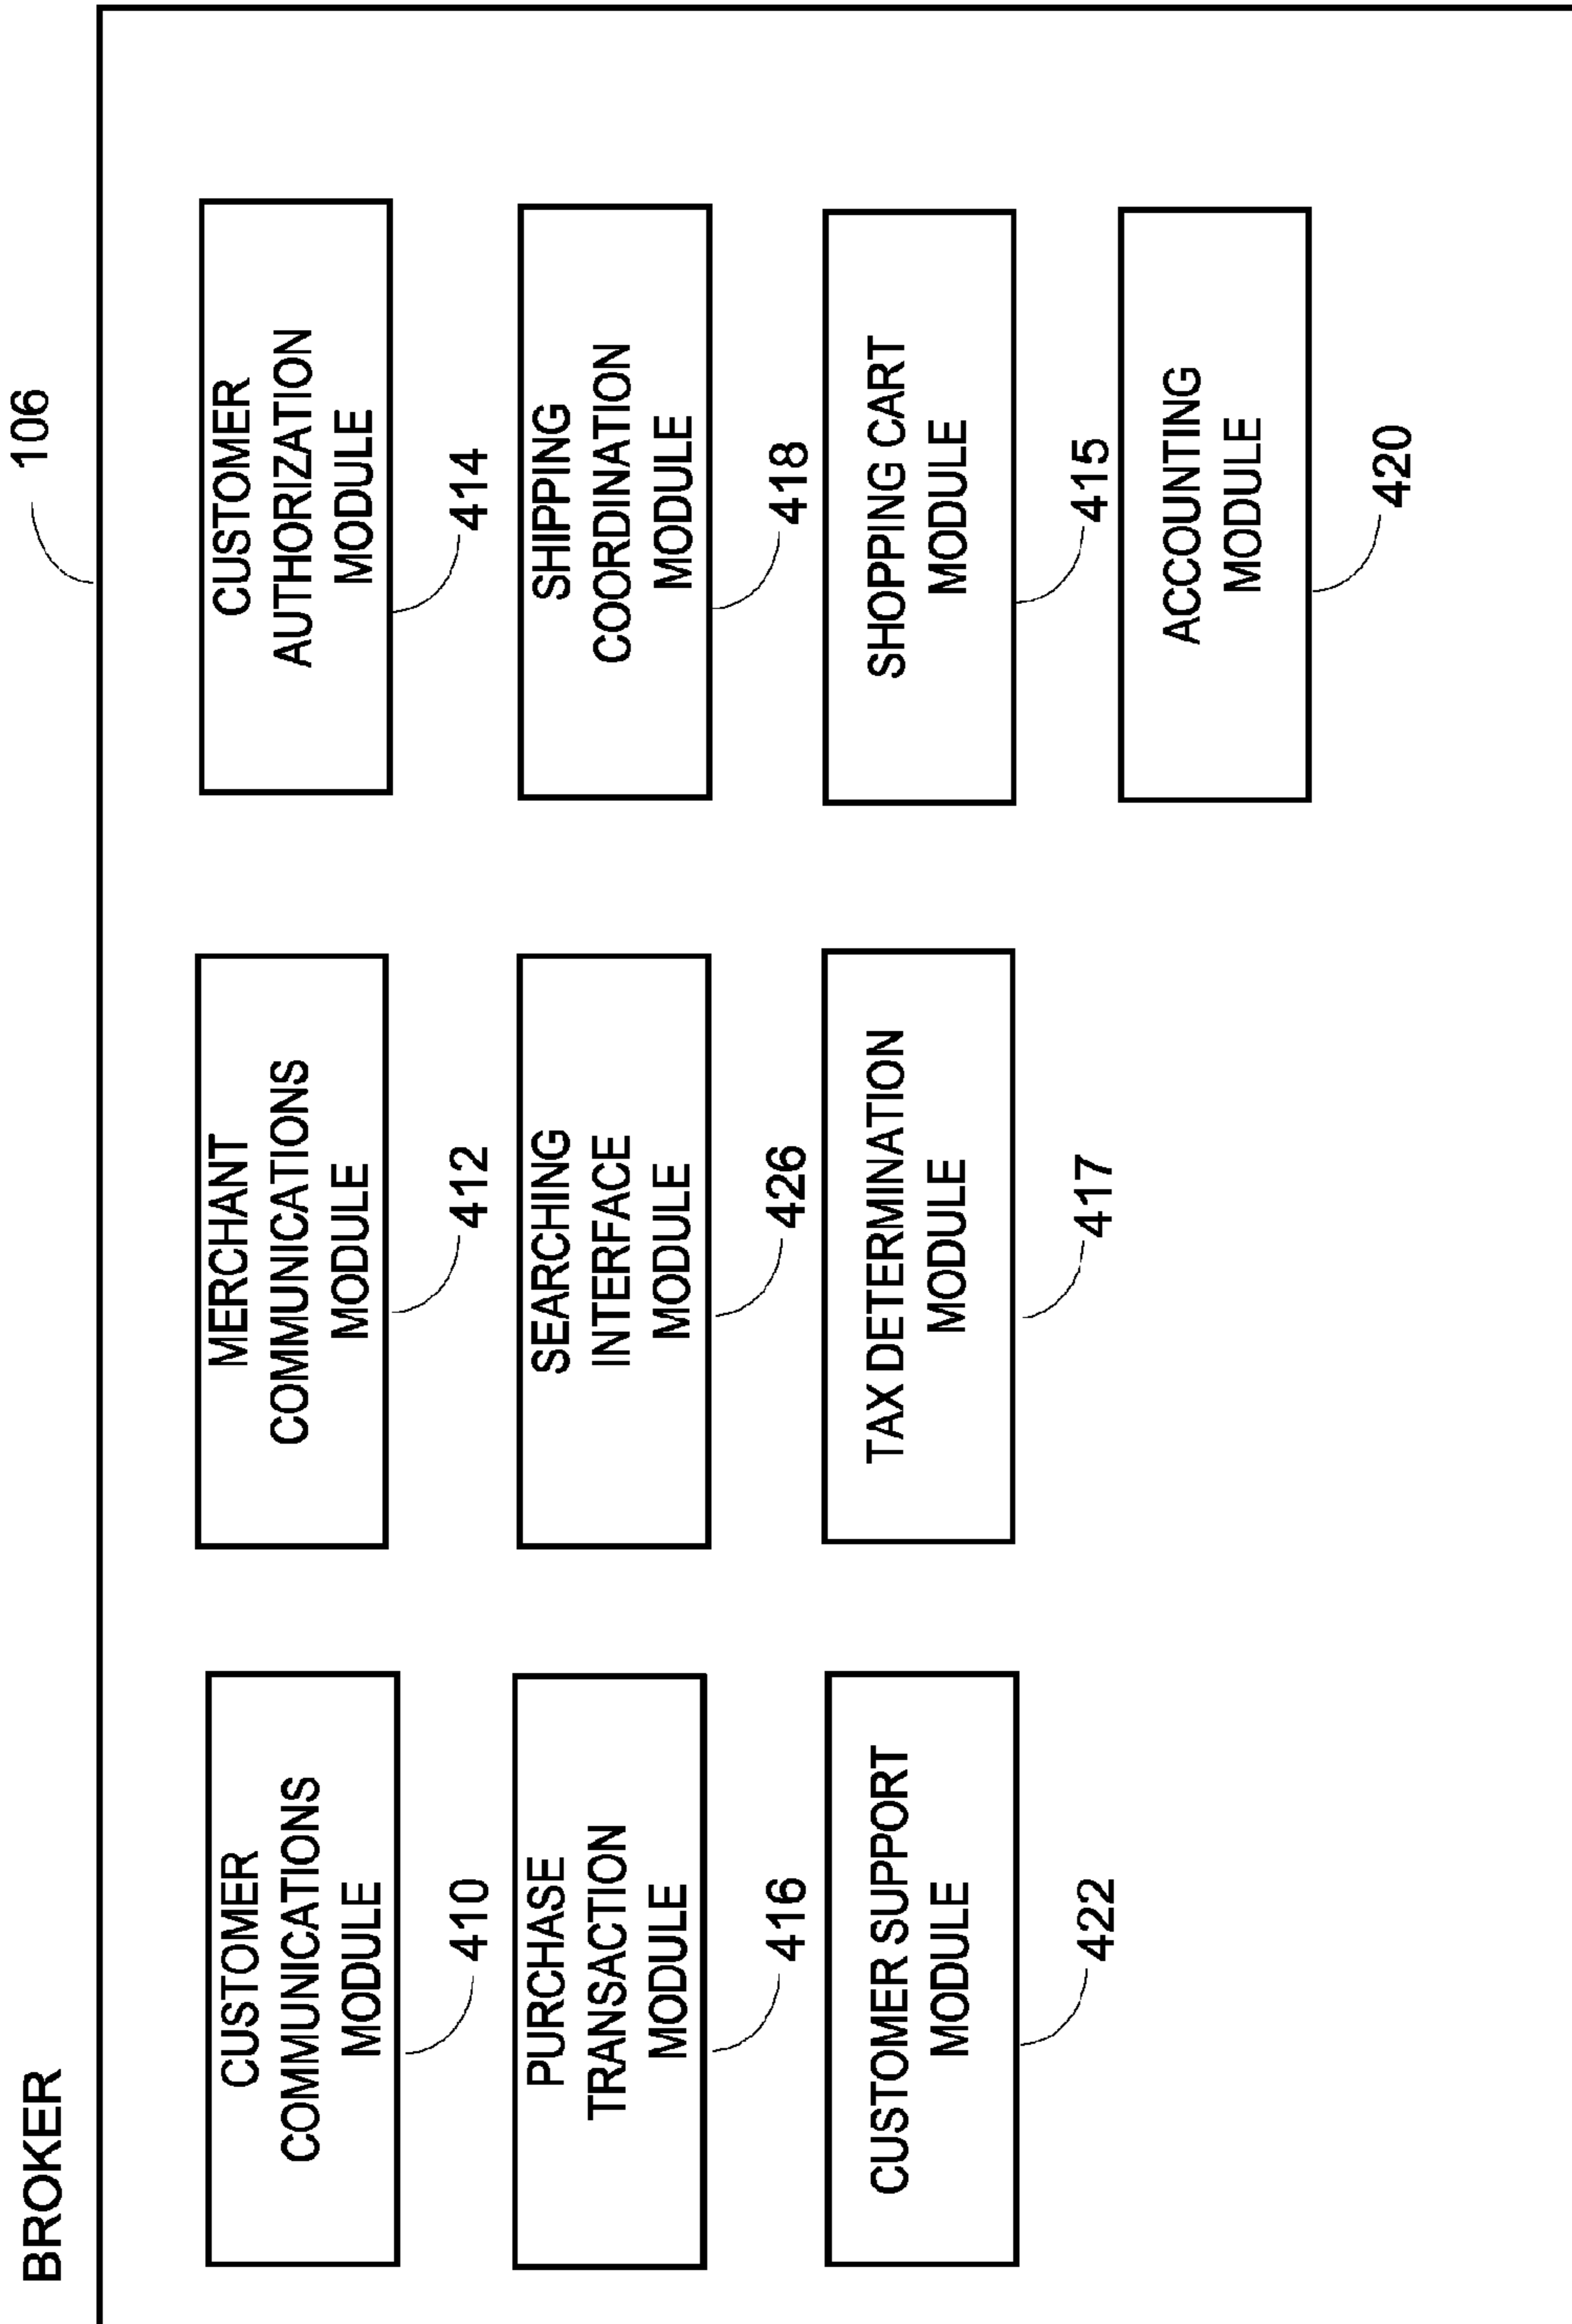 BROKER
106
CUSTOMER
COMMUNICATIONS
MODULE
410
MERCHANT
COMMUNICATIONS
MODULE
412
CUSTOMER
AUTHORIZATION
MODULE
414
PURCHASE
TRANSACTION
MODULE
416
SEARCHING
INTERFACE
MODULE
426
SHIPPING
COORDINATION
MODULE
418
CUSTOMER SUPPORT
MODULE
422
TAX DETERMINATION
MODULE
417
SHOPPING CART
MODULE
415
ACCOUNTING
MODULE
420